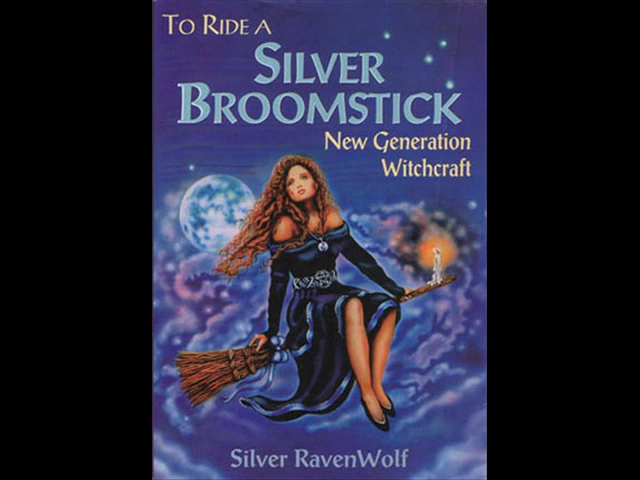 TO RIDE A
SILVER
BROOMSTICK
New Generation
Witchcraft
Silver RavenWolf